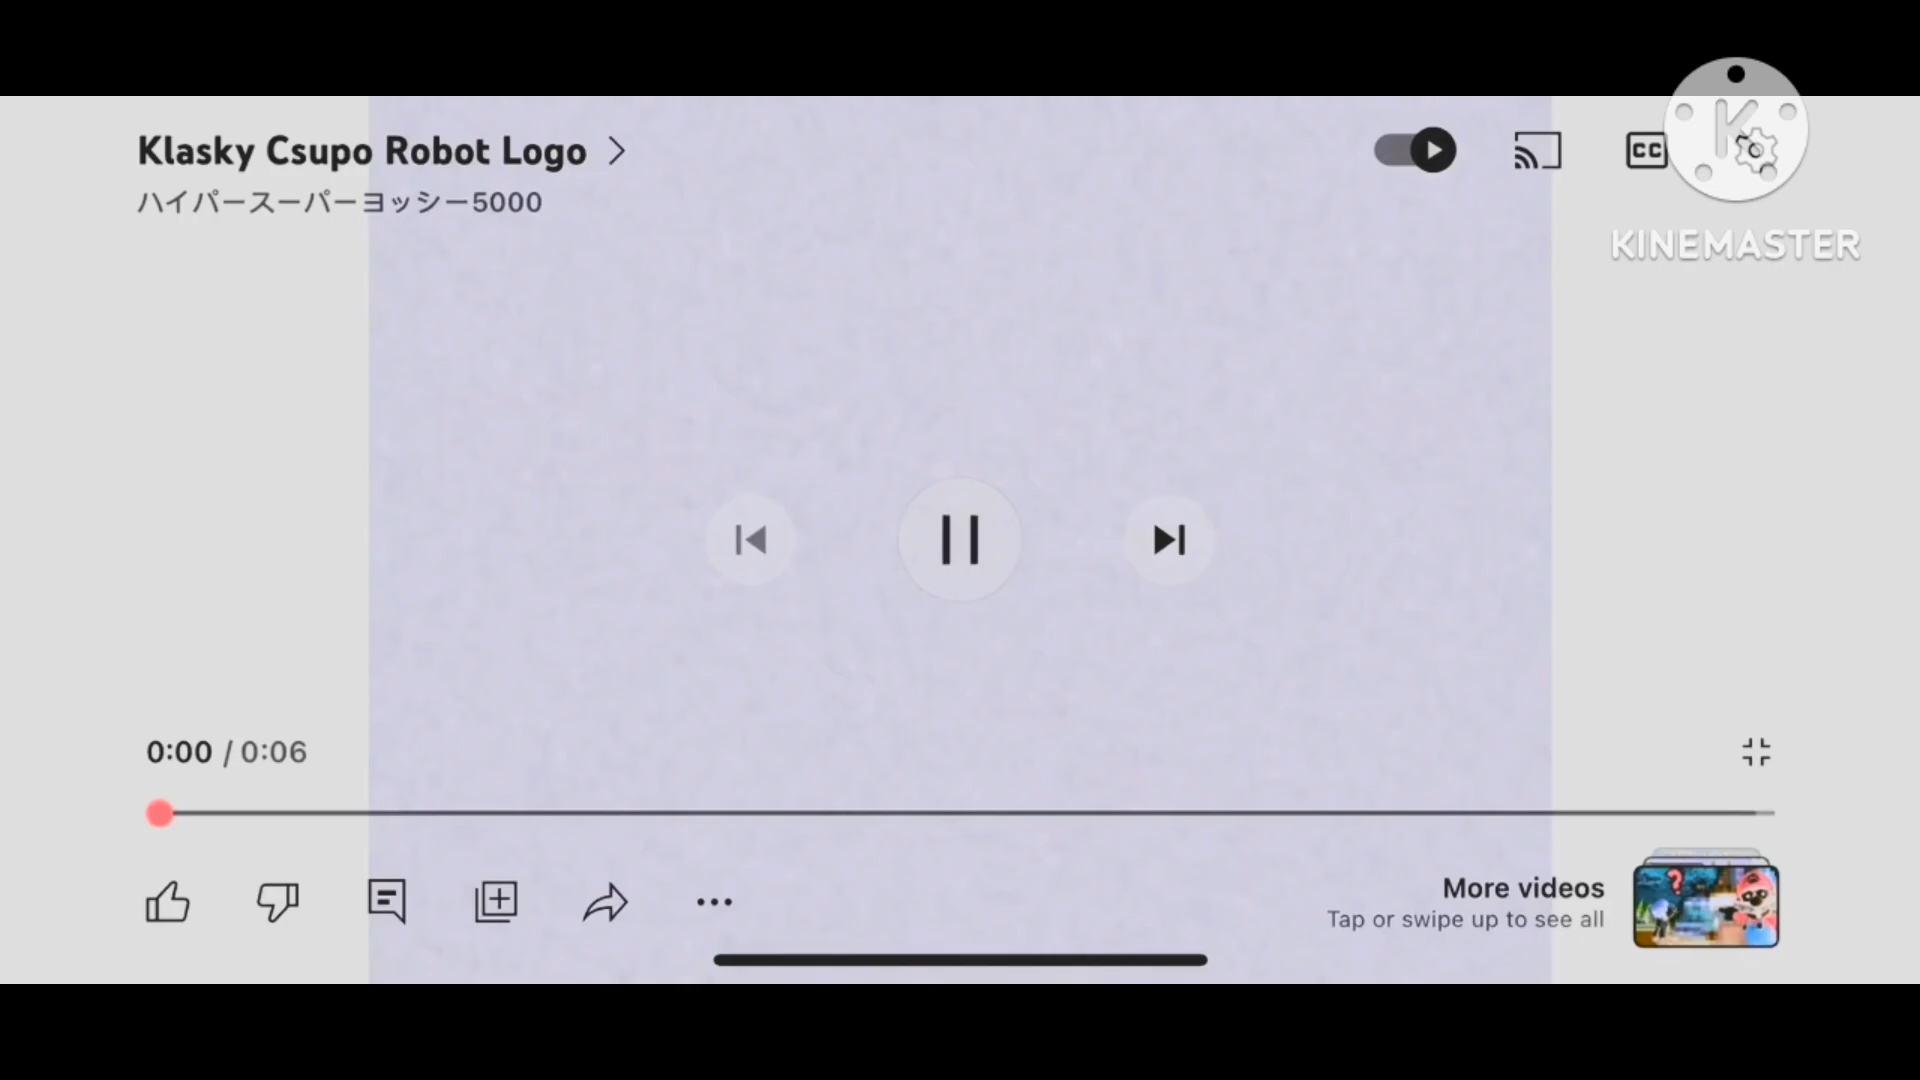 Klasky Csupo Robot Logo
ハイパースーパーヨッシー5000
CC
K
KINEMASTER
0:00 / 0:06
More videos
Tap or swipe up to see all